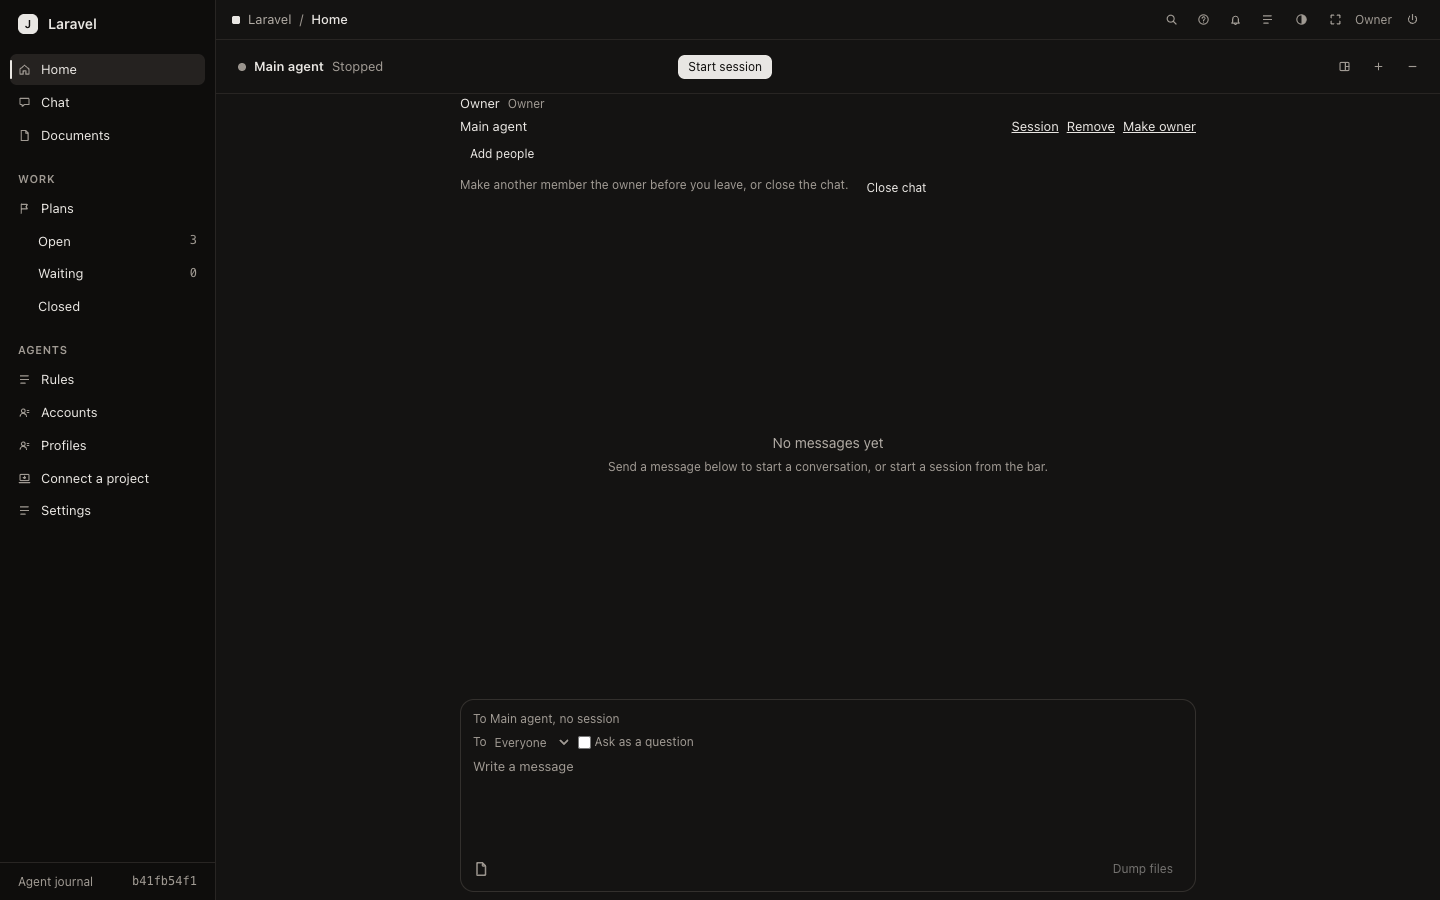 J Laravel
Home
Chat
Documents
WORK
Plans
Open 3
Waiting 0
Closed
AGENTS
Rules
Accounts
Profiles
Connect a project
Settings
Agent journal b41fb54f1
Laravel / Home
Owner
Main agent Stopped
Start session
Owner Owner
Main agent Session Remove Make owner
Add people
Make another member the owner before you leave, or close the chat. Close chat
No messages yet
Send a message below to start a conversation, or start a session from the bar.
To Main agent, no session
To Everyone Ask as a question
Write a message
Dump files